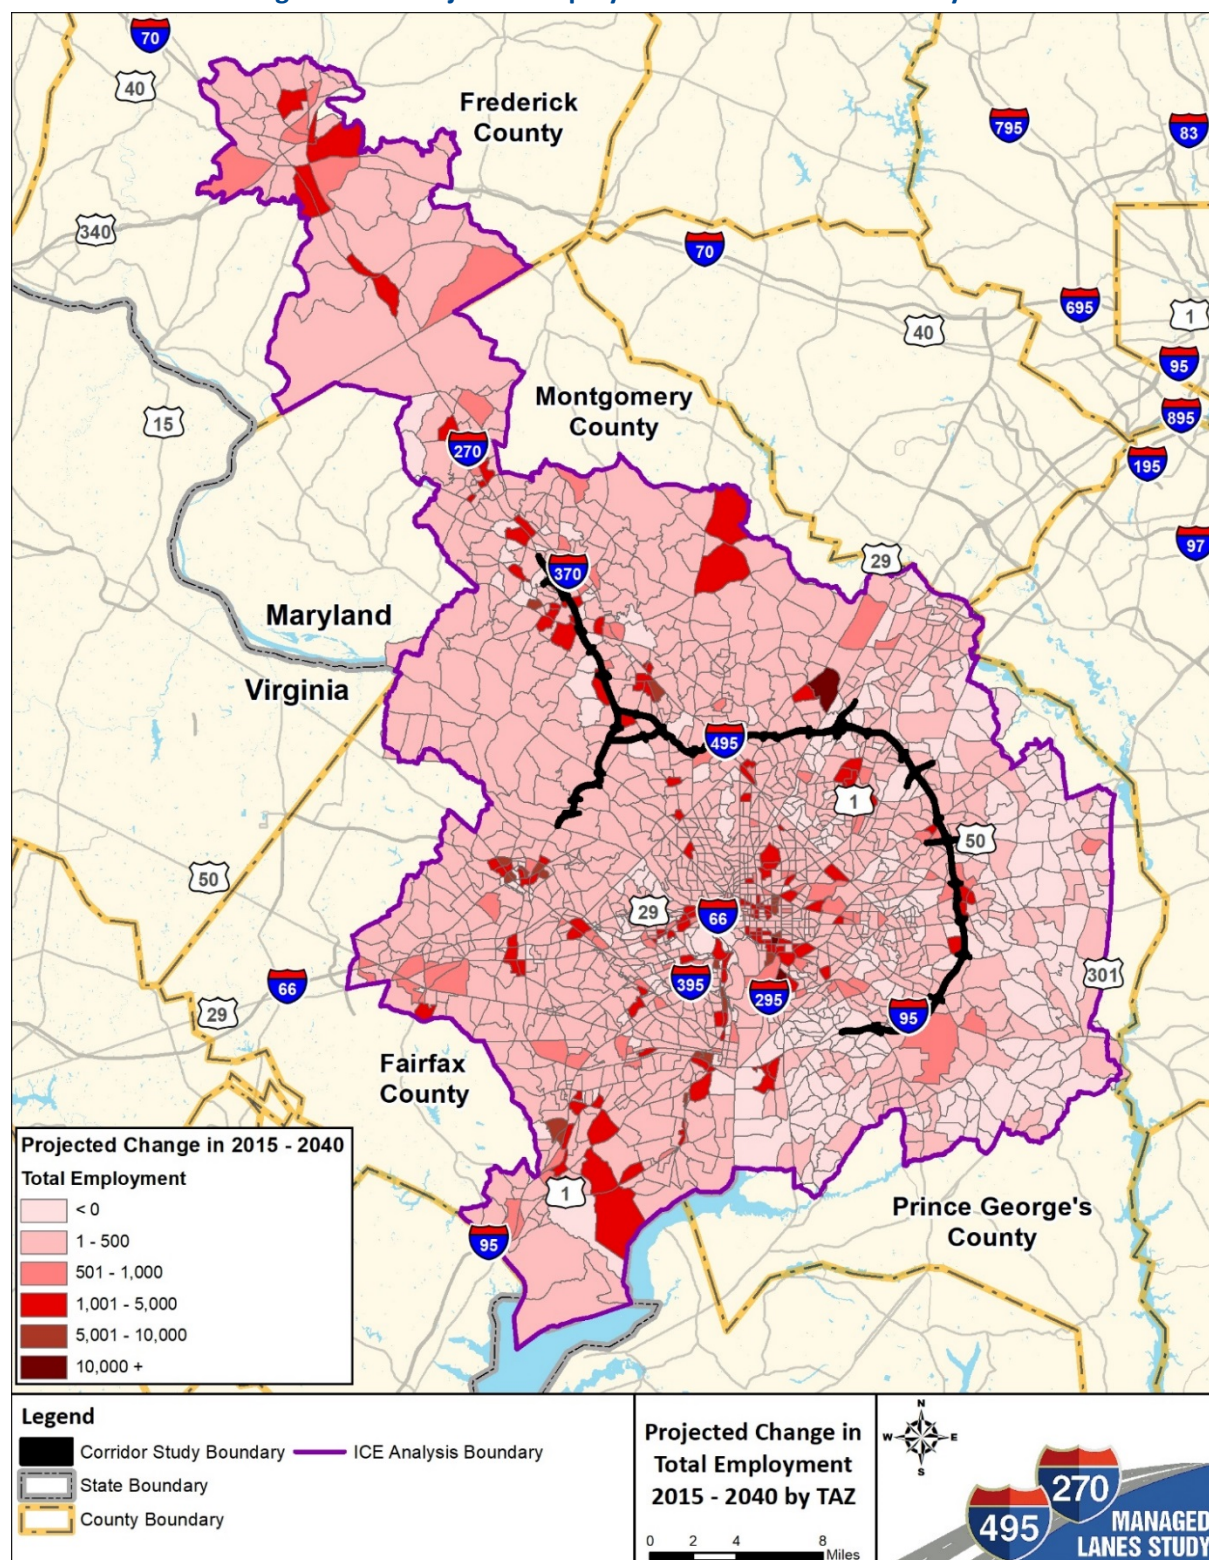 70
40
Frederick
County
795
83
340
70
695
1
40
95
15
895
Montgomery
County
270
195
97
29
370
Maryland
Virginia
495
1
50
50
29
66
301
66
395
295
29
95
Fairfax
County
Projected Change in 2015 - 2040
Total Employment
< 0
1 - 500
501 - 1,000
1,001 - 5,000
5,001 - 10,000
10,000 +
1
95
Prince George's
County
Legend
Corridor Study Boundary
ICE Analysis Boundary
State Boundary
County Boundary
Projected Change in
Total Employment
2015 - 2040 by TAZ
0 2 4 8
Miles
N
W E
S
495
270
MANAGED
LANES STUDY